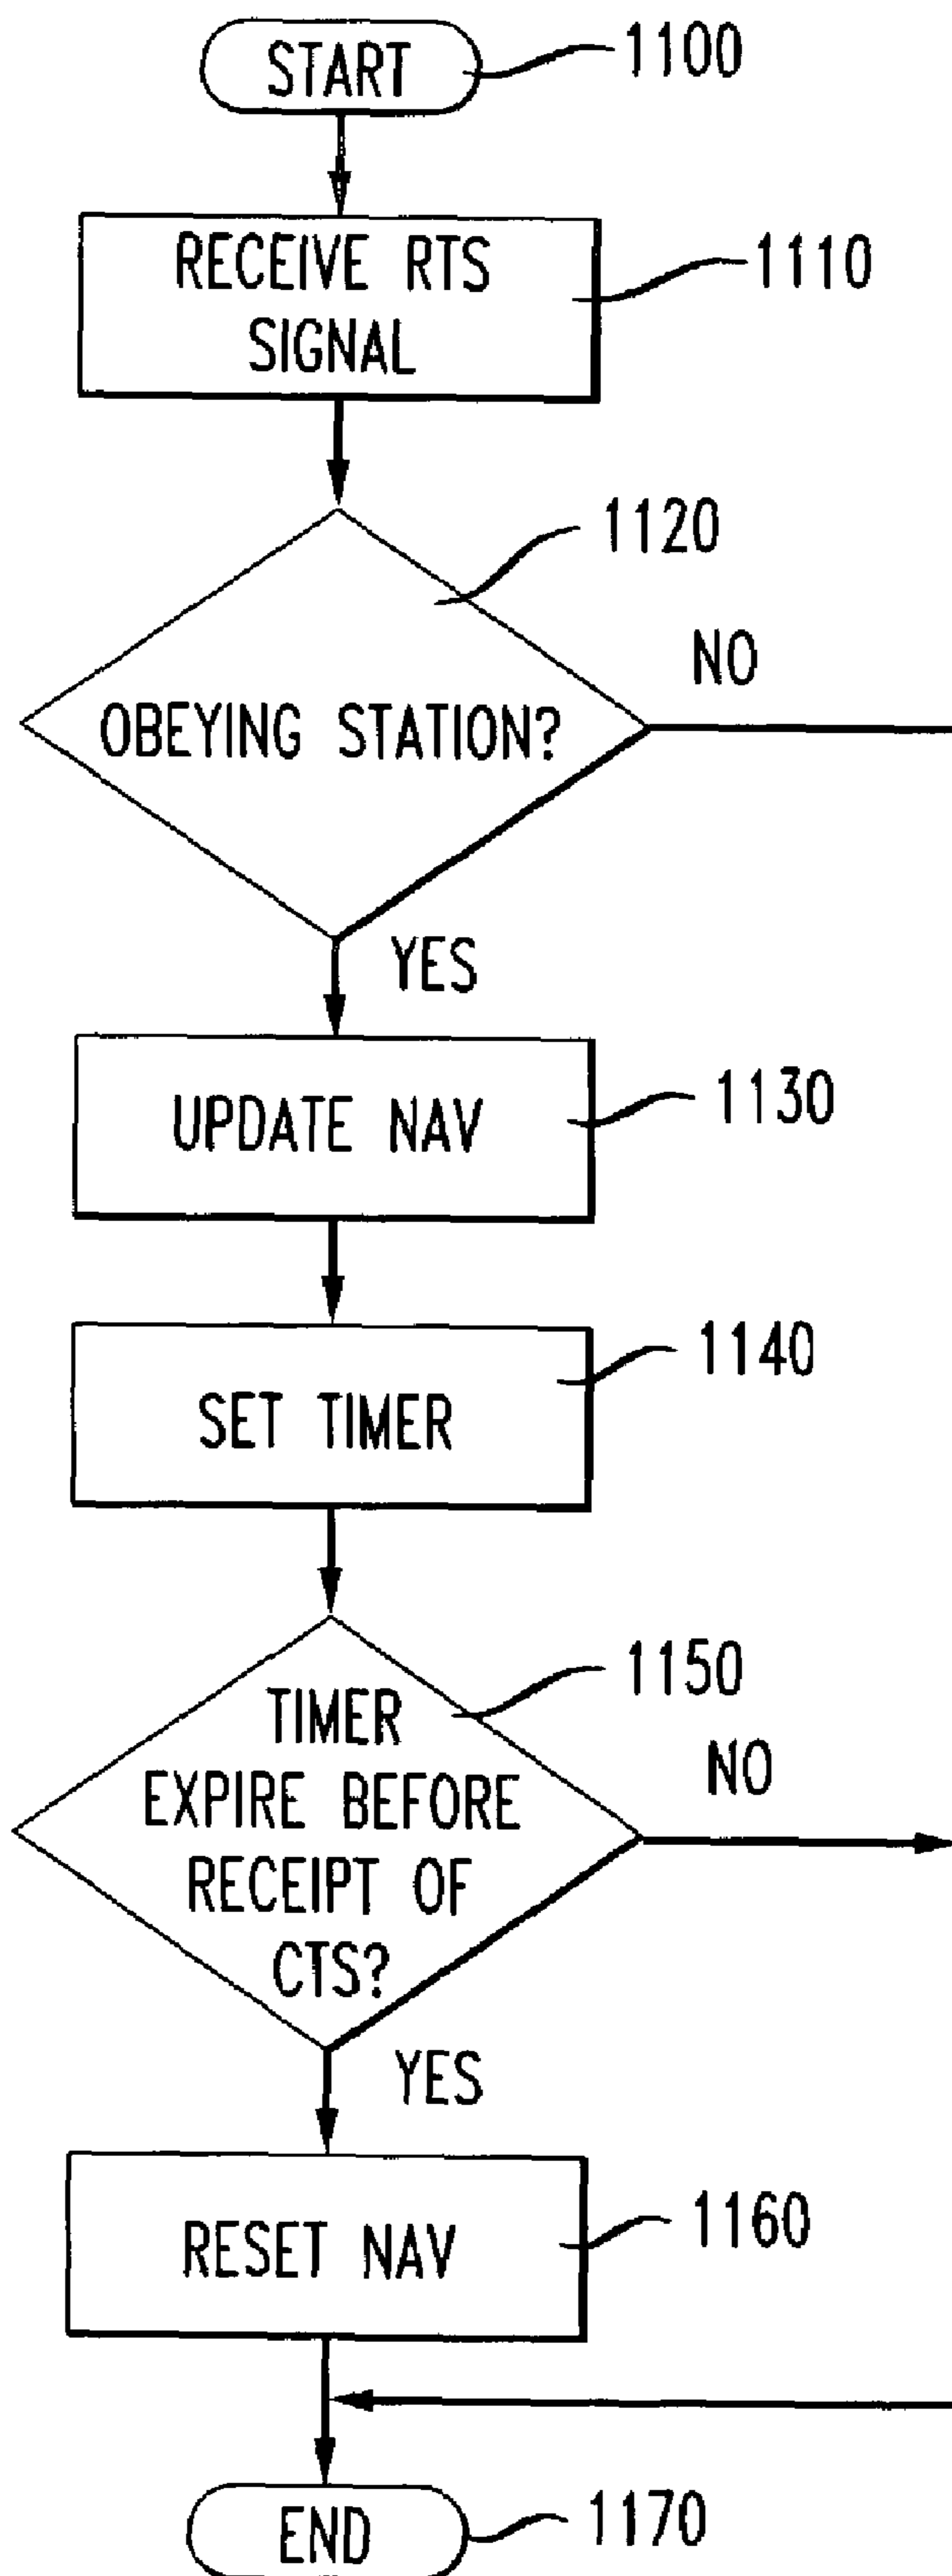 START
1100
RECEIVE RTS
SIGNAL
1110
1120
NO
OBEYING STATION?
YES
UPDATE NAV
1130
SET TIMER
1140
1150
TIMER
EXPIRE BEFORE
RECEIPT OF
CTS?
NO
YES
RESET NAV
1160
END
1170